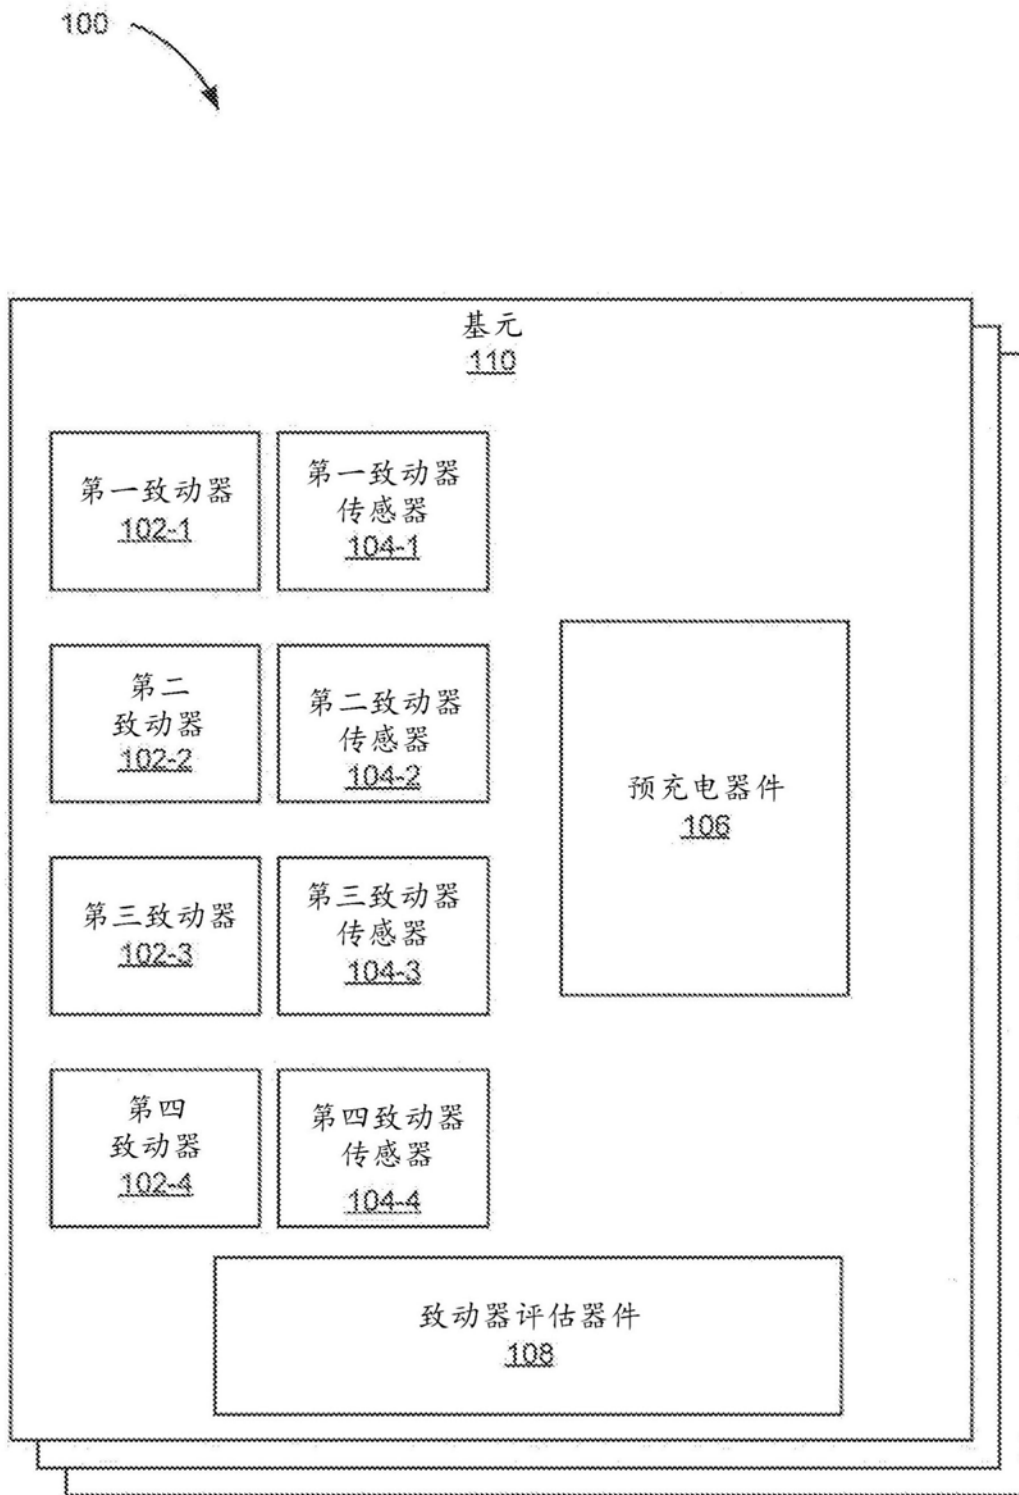 100
基元
110
第一致动器
102-1
第一致动器
传感器
104-1
第二
致动器
102-2
第二致动器
传感器
104-2
预充电器件
106
第三致动器
102-3
第三致动器
传感器
104-3
第四
致动器
102-4
第四致动器
传感器
104-4
致动器评估器件
108